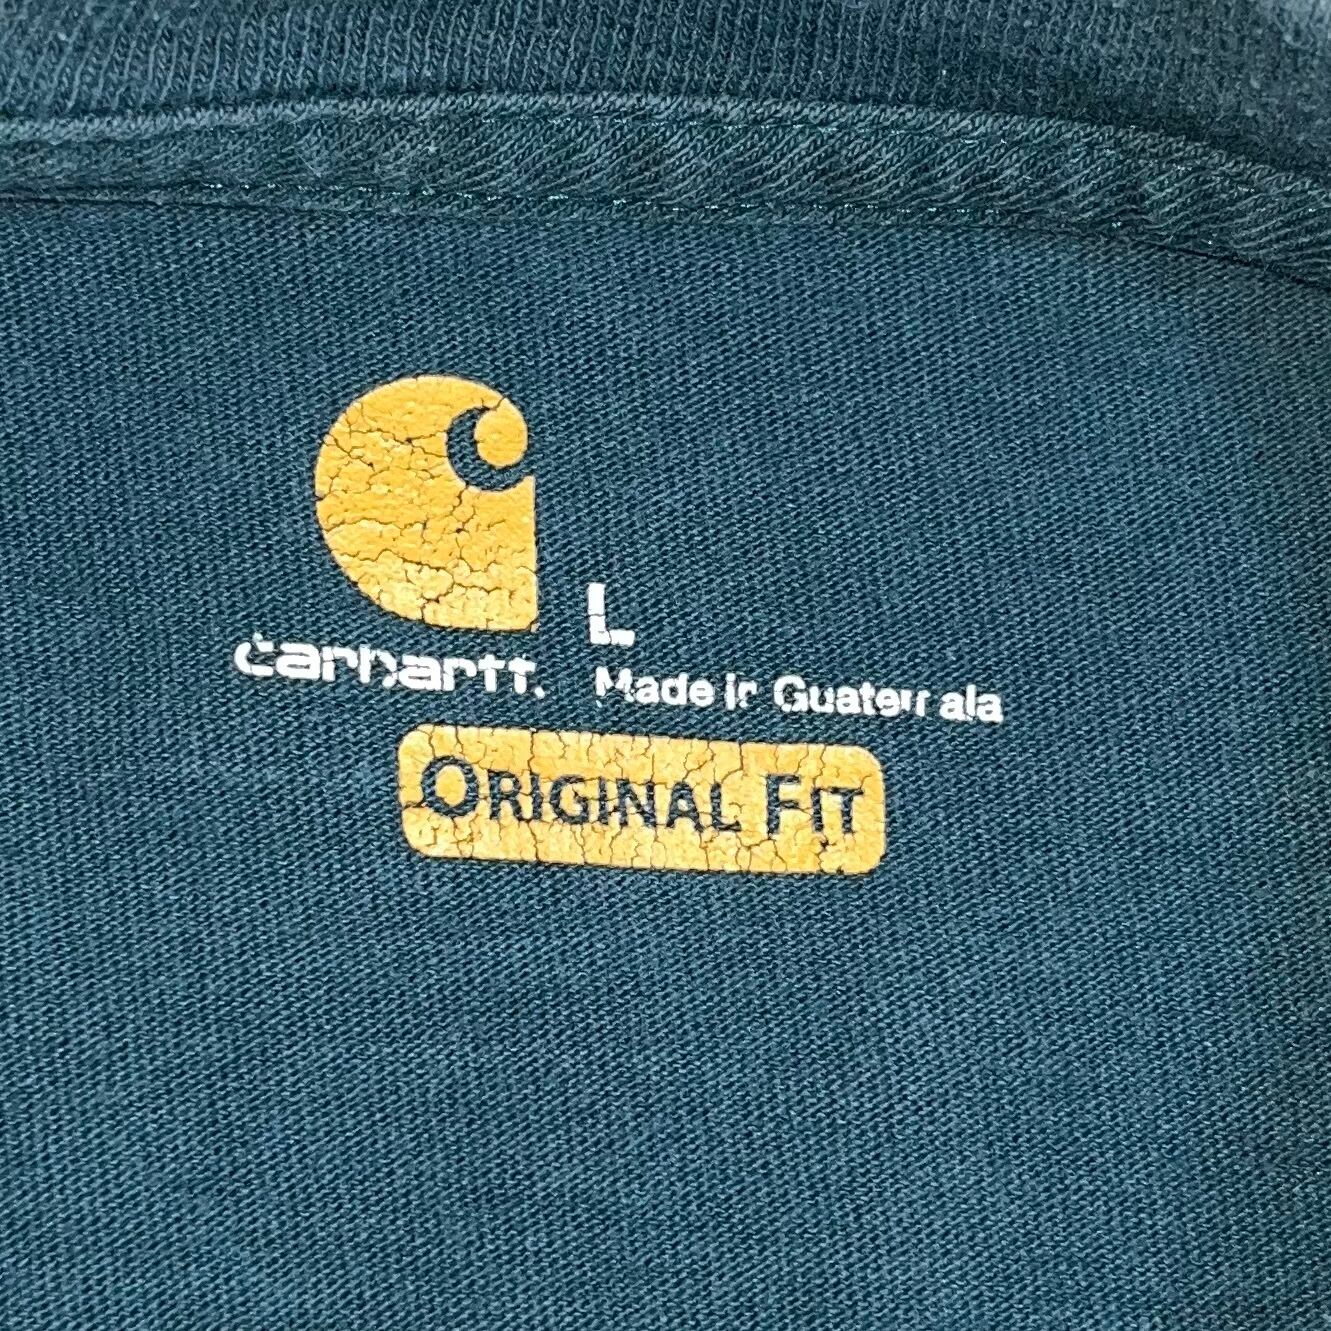 L
carhartt.
Made in Guatemala
ORIGINAL FIT